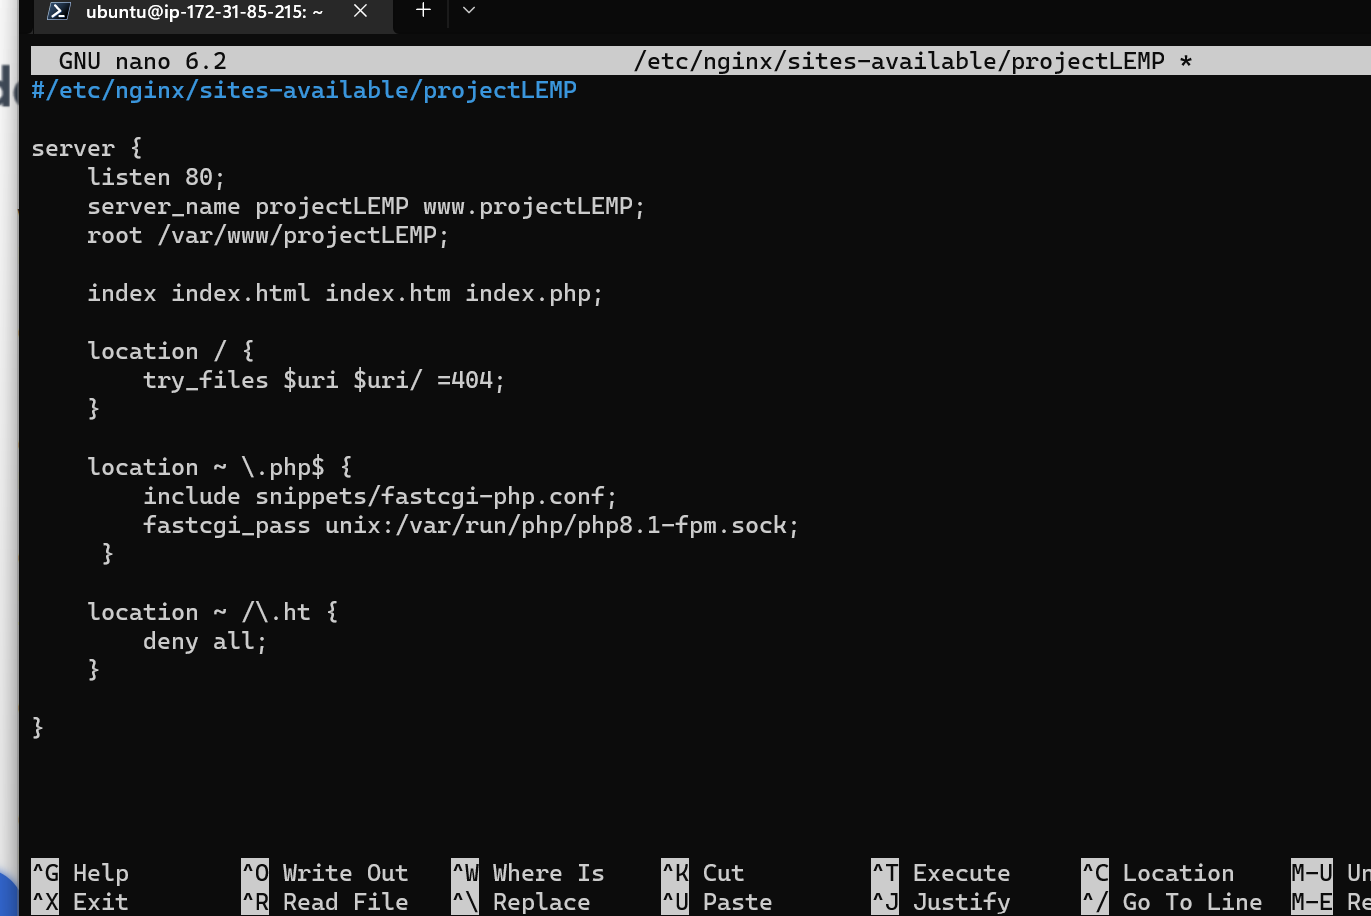 ubuntu@ip-172-31-85-215: ~
GNU nano 6.2 /etc/nginx/sites-available/projectLEMP *
#/etc/nginx/sites-available/projectLEMP
server {
    listen 80;
    server_name projectLEMP www.projectLEMP;
    root /var/www/projectLEMP;
    index index.html index.htm index.php;
    location / {
        try_files $uri $uri/ =404;
    }
    location ~ \.php$ {
        include snippets/fastcgi-php.conf;
        fastcgi_pass unix:/var/run/php/php8.1-fpm.sock;
     }
    location ~ /\.ht {
        deny all;
    }
}
^G Help ^O Write Out ^W Where Is ^K Cut ^T Execute ^C Location M-U
^X Exit ^R Read File ^\ Replace ^U Paste ^J Justify ^/ Go To Line M-E